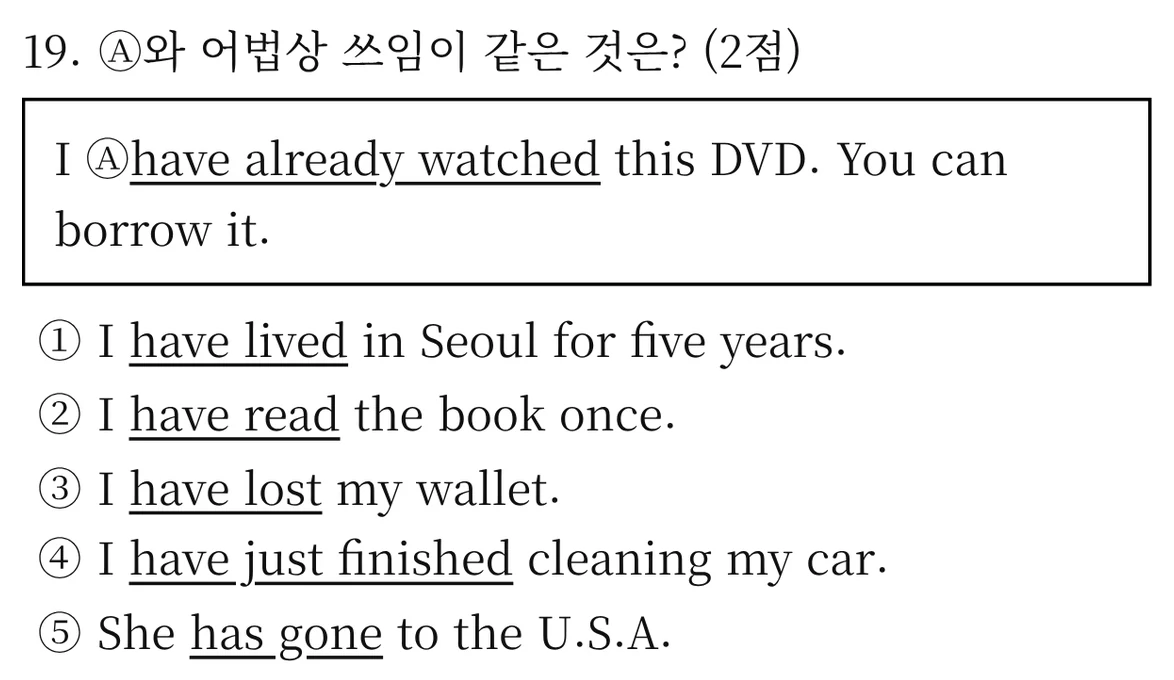 19. Ⓐ와 어법상 쓰임이 같은 것은? (2점)
I Ⓐhave already watched this DVD. You can
borrow it.
① I have lived in Seoul for five years.
② I have read the book once.
③ I have lost my wallet.
④ I have just finished cleaning my car.
⑤ She has gone to the U.S.A.